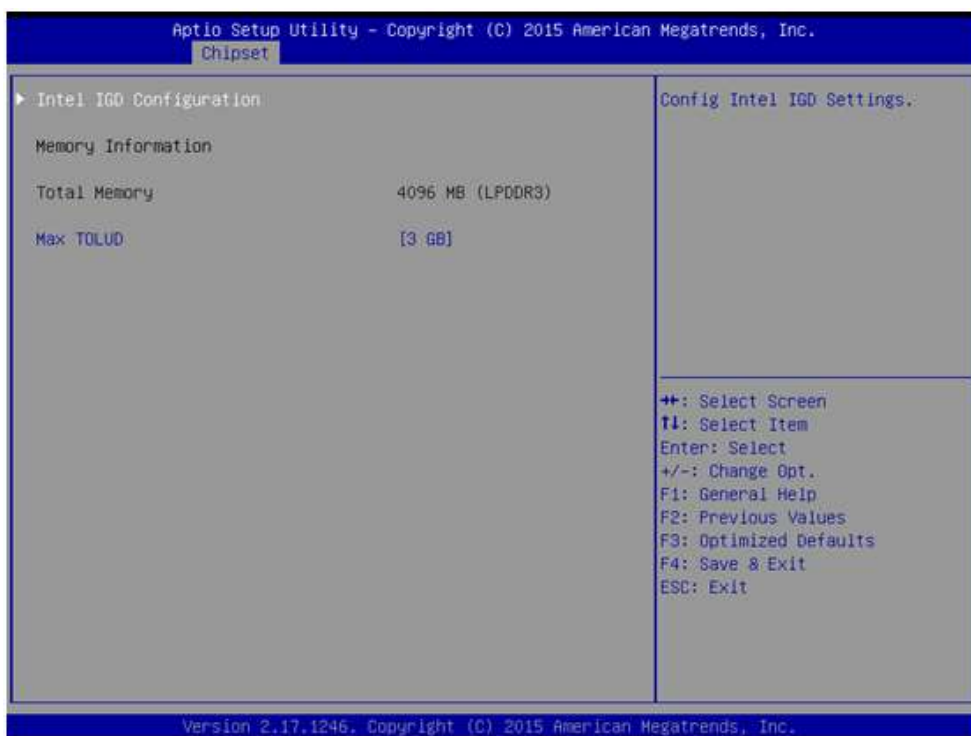 Aptio Setup Utility – Copyright (C) 2015 American Megatrends, Inc.
Chipset
Intel IGD Configuration
Memory Information
Total Memory 4096 MB (LPDDR3)
Max TOLUD [3 GB]
Config Intel IGD Settings.
→←: Select Screen
↑↓: Select Item
Enter: Select
+/-: Change Opt.
F1: General Help
F2: Previous Values
F3: Optimized Defaults
F4: Save & Exit
ESC: Exit
Version 2.17.1246. Copyright (C) 2015 American Megatrends, Inc.